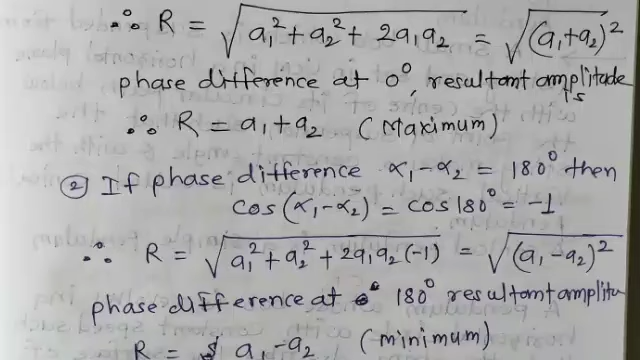 ∴ R = √(a₁² + a₂² + 2a₁a₂) = √(a₁+a₂)²
phase difference at 0°, resultant amplitude is
∴ R = a₁+a₂ (Maximum)
② If phase difference α₁-α₂ = 180° then
cos(α₁-α₂) = cos180° = -1
∴ R = √(a₁² + a₂² + 2a₁a₂(-1)) = √(a₁-a₂)²
phase difference at 180° resultant amplitu
R = a₁-a₂ (minimum)